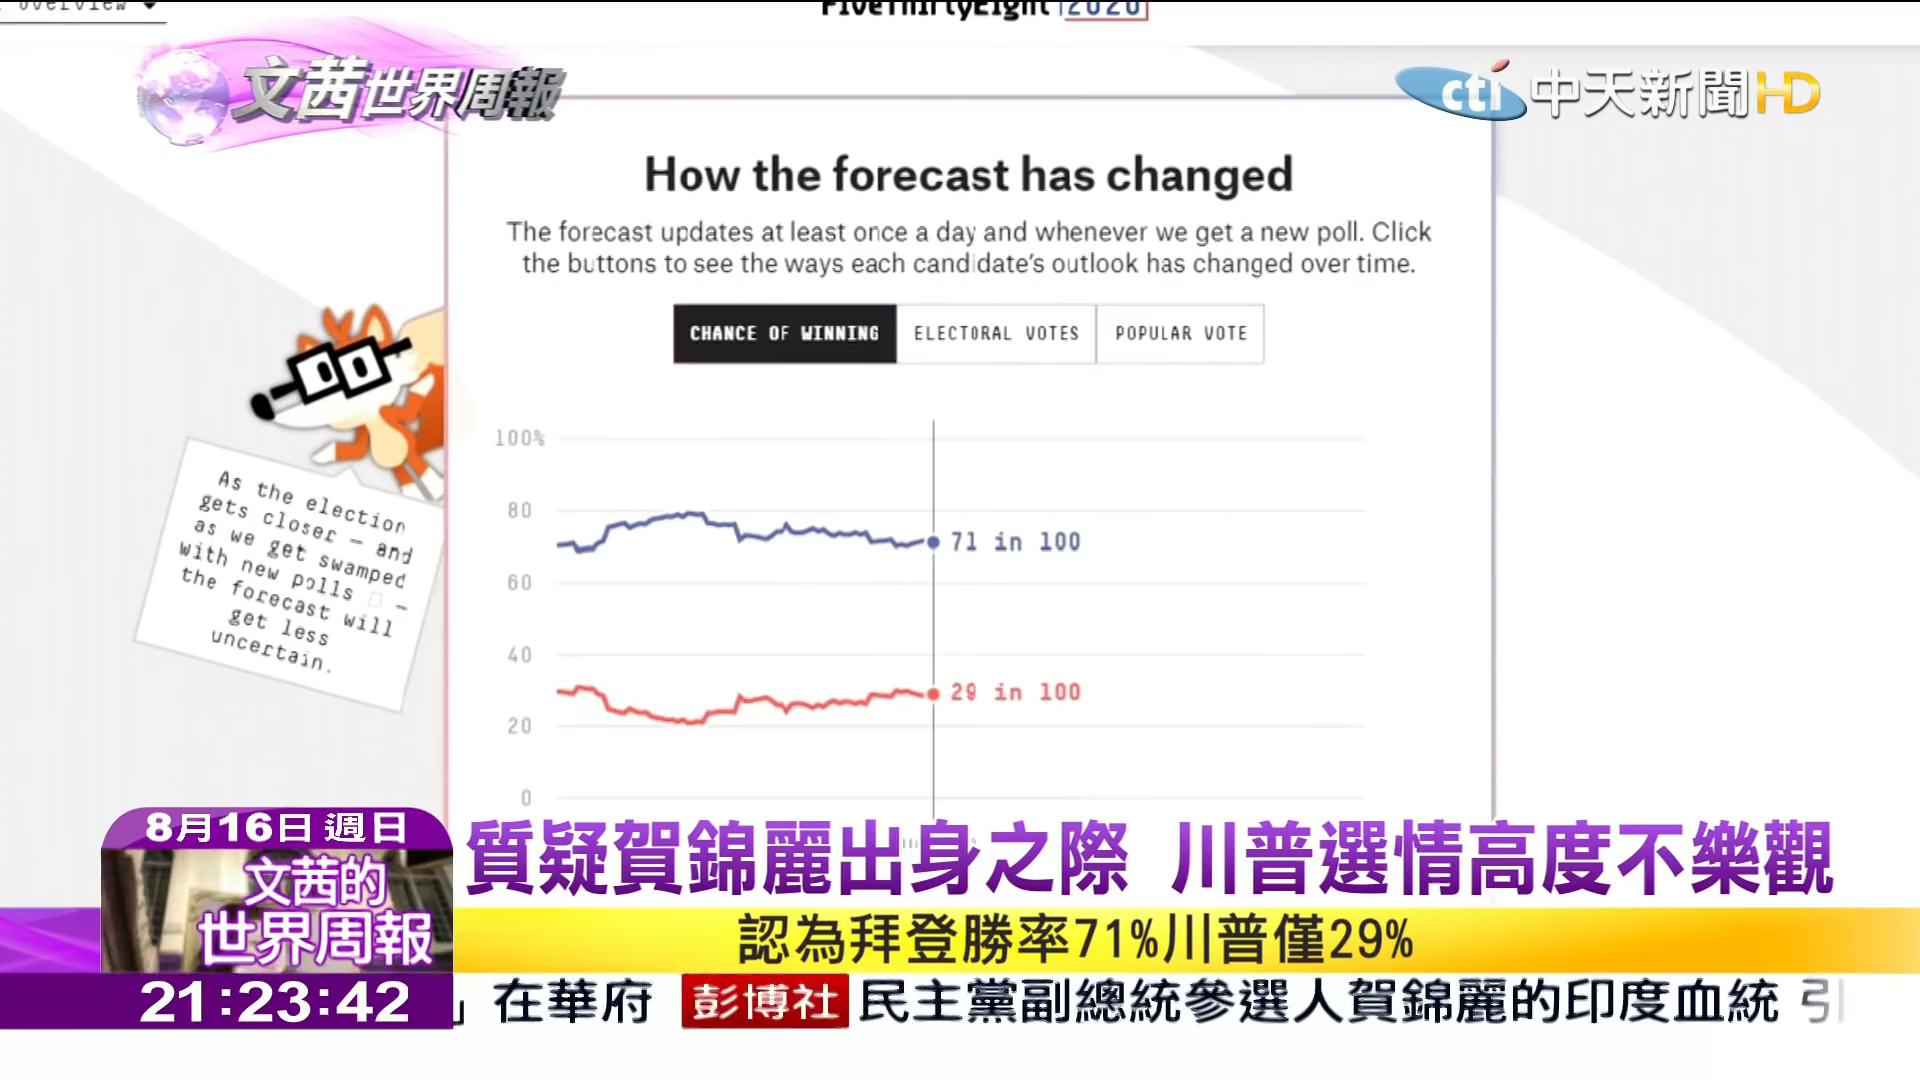 overview
FiveThirtyEight 2020
文茜世界周報
cti 中天新聞HD
How the forecast has changed
The forecast updates at least once a day and whenever we get a new poll. Click
the buttons to see the ways each candidate's outlook has changed over time.
CHANCE OF WINNING
ELECTORAL VOTES
POPULAR VOTE
As the election
gets closer — and
as we get swamped
with new polls —
the forecast will
get less
uncertain.
100%
80
71 in 100
60
40
29 in 100
20
0
8月16日 週日
文茜的
世界周報
質疑賀錦麗出身之際 川普選情高度不樂觀
認為拜登勝率71%川普僅29%
21:23:42
」在華府 彭博社 民主黨副總統參選人賀錦麗的印度血統 引